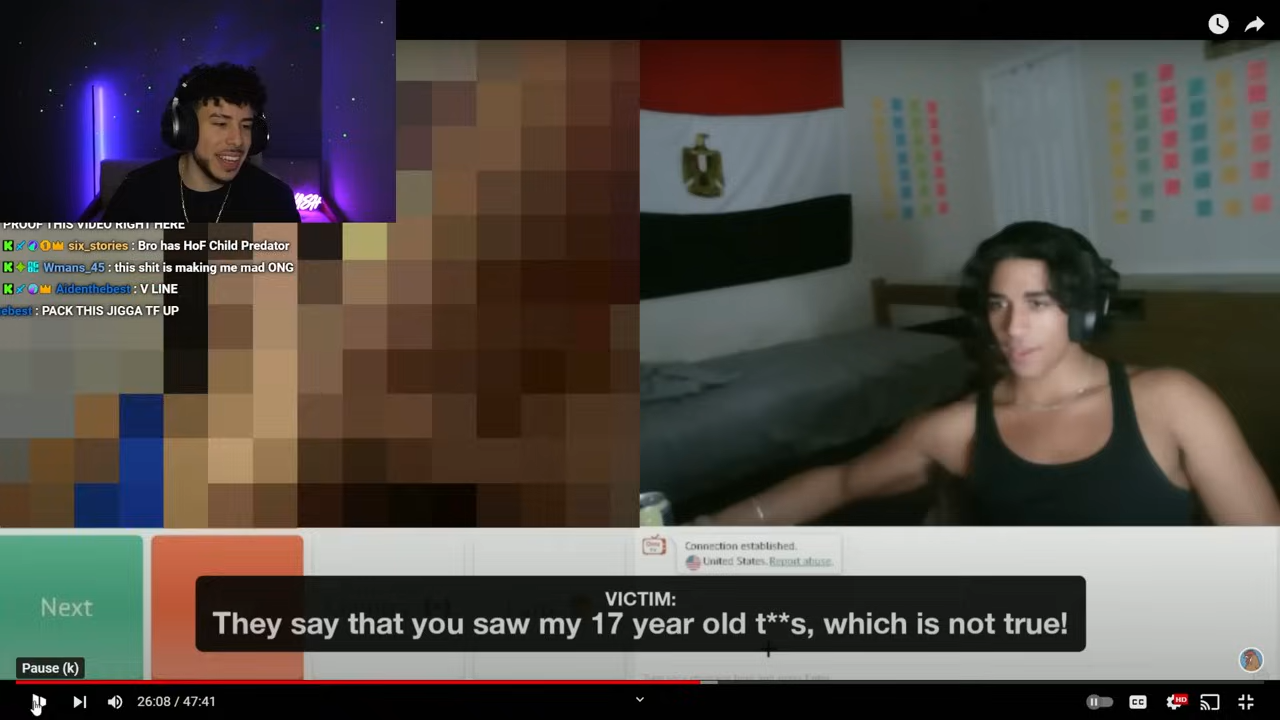 PROOF THIS VIDEO RIGHT HERE
six_stories : Bro has HoF Child Predator
Wmans_45 : this shit is making me mad ONG
Aidenthebest : V LINE
ebest : PACK THIS JIGGA TF UP
Connection established.
United States. Report abuse.
Next
VICTIM:
They say that you saw my 17 year old t**s, which is not true!
Pause (k)
26:08 / 47:41
CC
HD